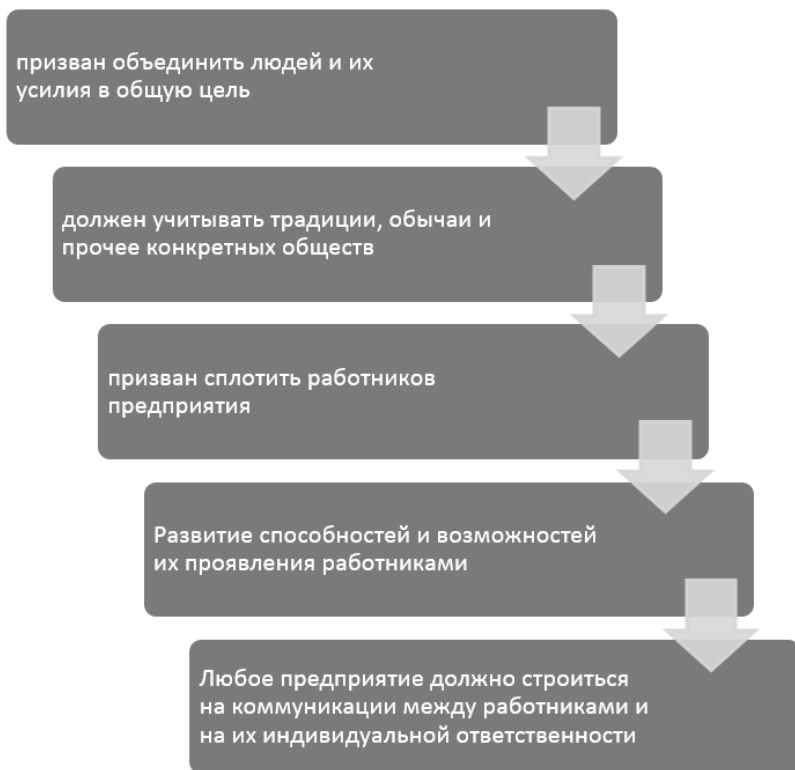 призван объединить людей и их
усилия в общую цель
должен учитывать традиции, обычаи и
прочее конкретных обществ
призван сплотить работников
предприятия
Развитие способностей и возможностей
их проявления работниками
Любое предприятие должно строиться
на коммуникации между работниками и
на их индивидуальной ответственности